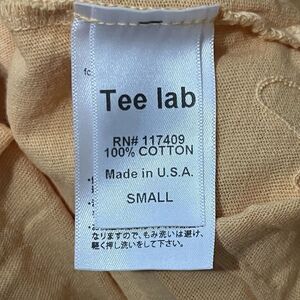 Tee lab
RN# 117409
100% COTTON
Made in U.S.A.
SMALL
なりますので、もみ洗いは避け、
軽く押し洗いをして下さい。